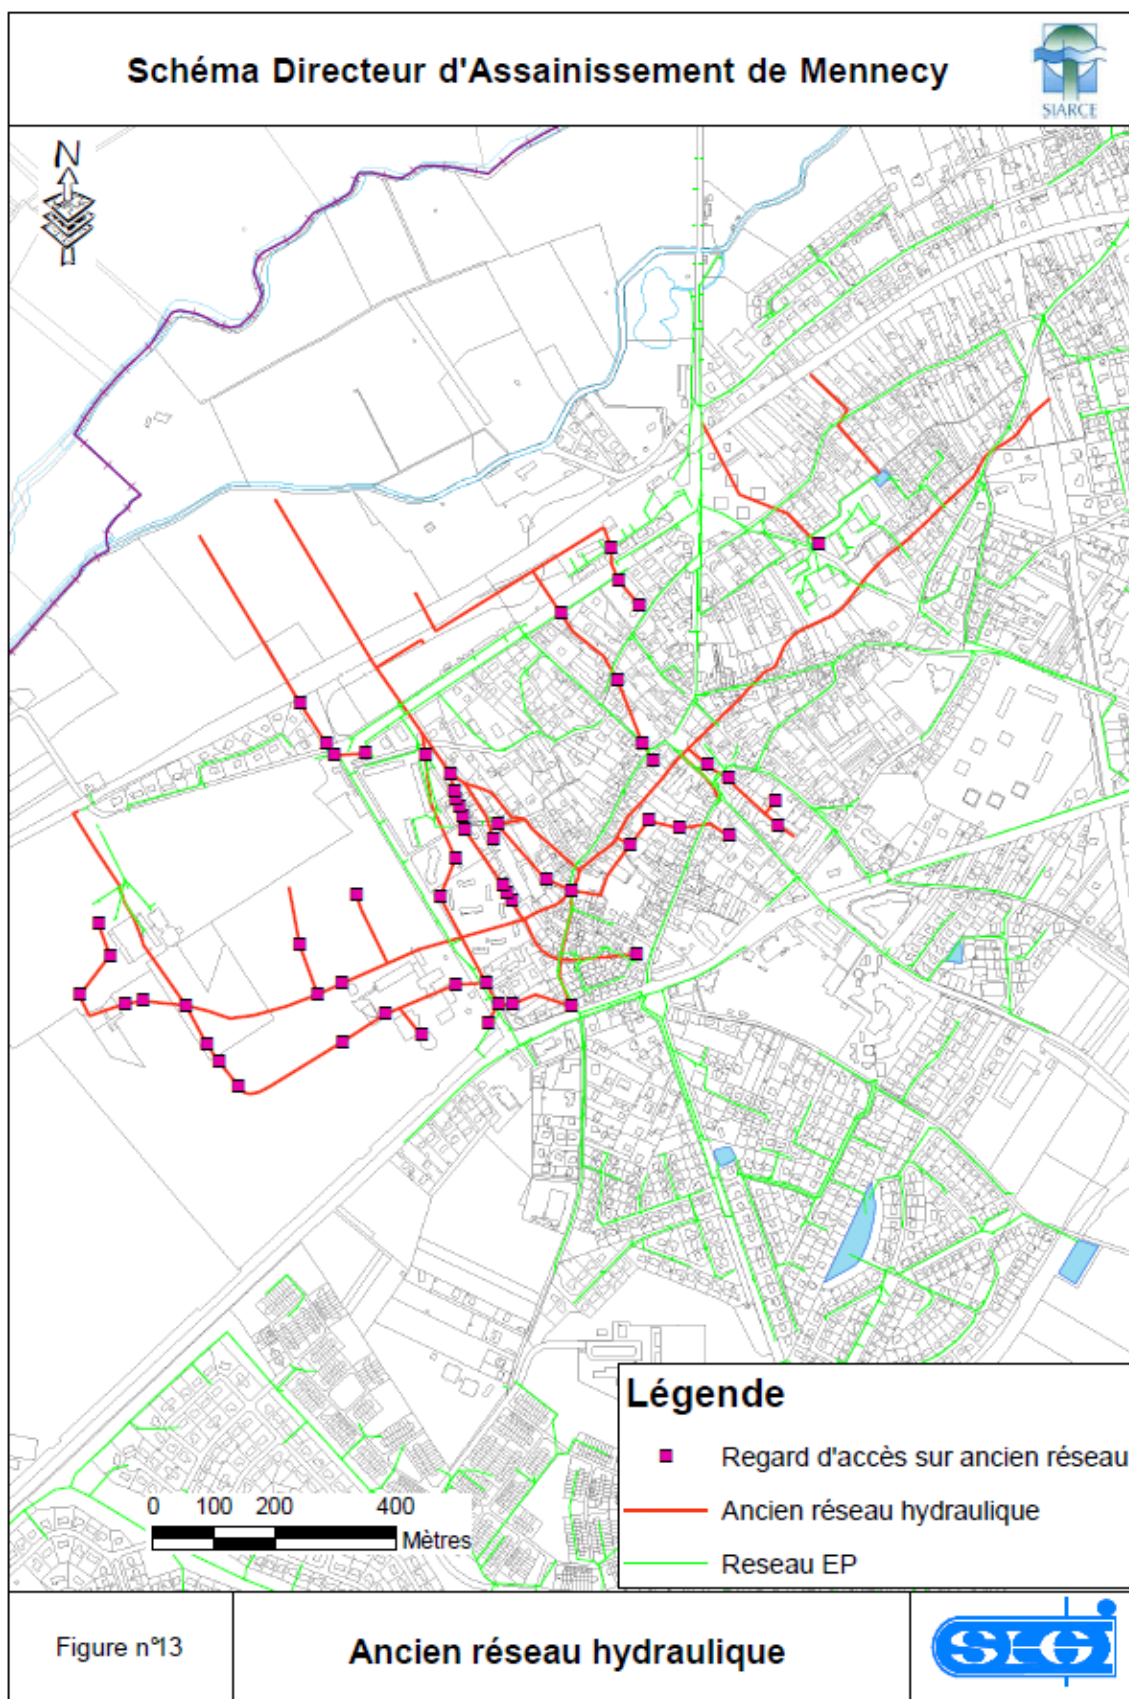 Schéma Directeur d'Assainissement de Mennecy
SIARCE
N
Légende
Regard d'accès sur ancien réseau
Ancien réseau hydraulique
Reseau EP
0 100 200 400
Mètres
Figure n°13
Ancien réseau hydraulique